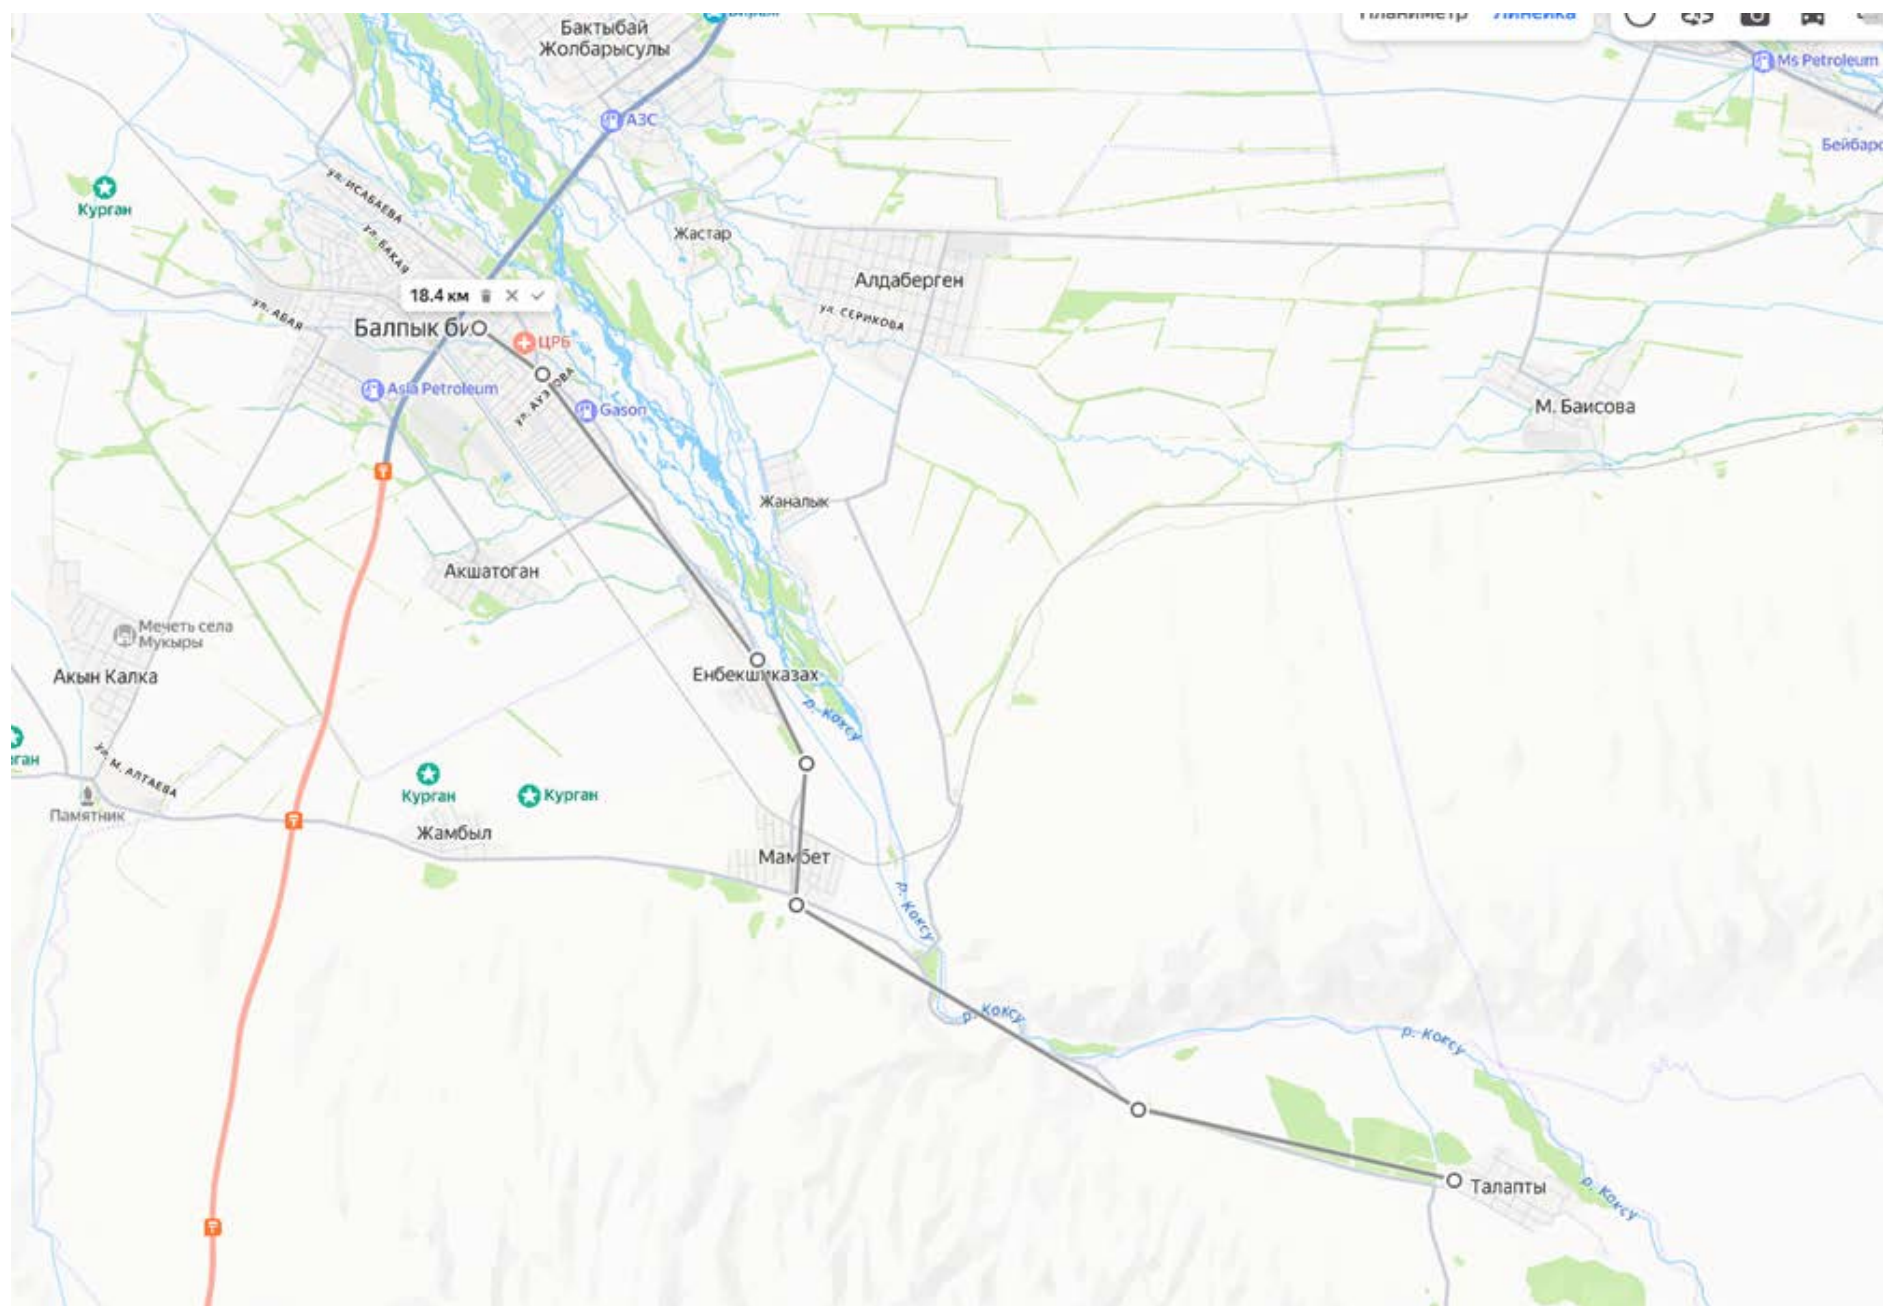 Бактыбай
Жолбарысулы
Планиметр
Линейка
Ms Petroleum
АЗС
Бейбарс
ул. ИСАБАЕВА
Курган
ул. БАКАЯ
Жастар
Алдаберген
18.4 км
ул. АБАЯ
ул. СЕРИКОВА
Балпык би
ЦРБ
Asia Petroleum
Gason
М. Баисова
Жаналык
Акшатоган
Мечеть села
Мукыры
Акын Калка
Енбекшиказах
р. Коксу
ул. М. АЛТАЕВА
Курган
Курган
Памятник
Жамбыл
Мамбет
р. Коксу
р. Коксу
р. Коксу
Талапты
р. Коксу